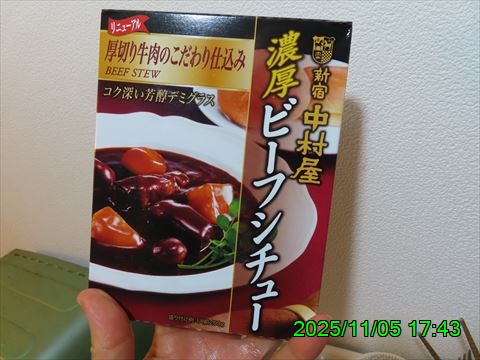 リニューアル
厚切り牛肉のこだわり仕込み
BEEF STEW
コク深い芳醇デミグラス
新宿
中村屋
濃厚
ビーフシチュー
2025/11/05 17:43